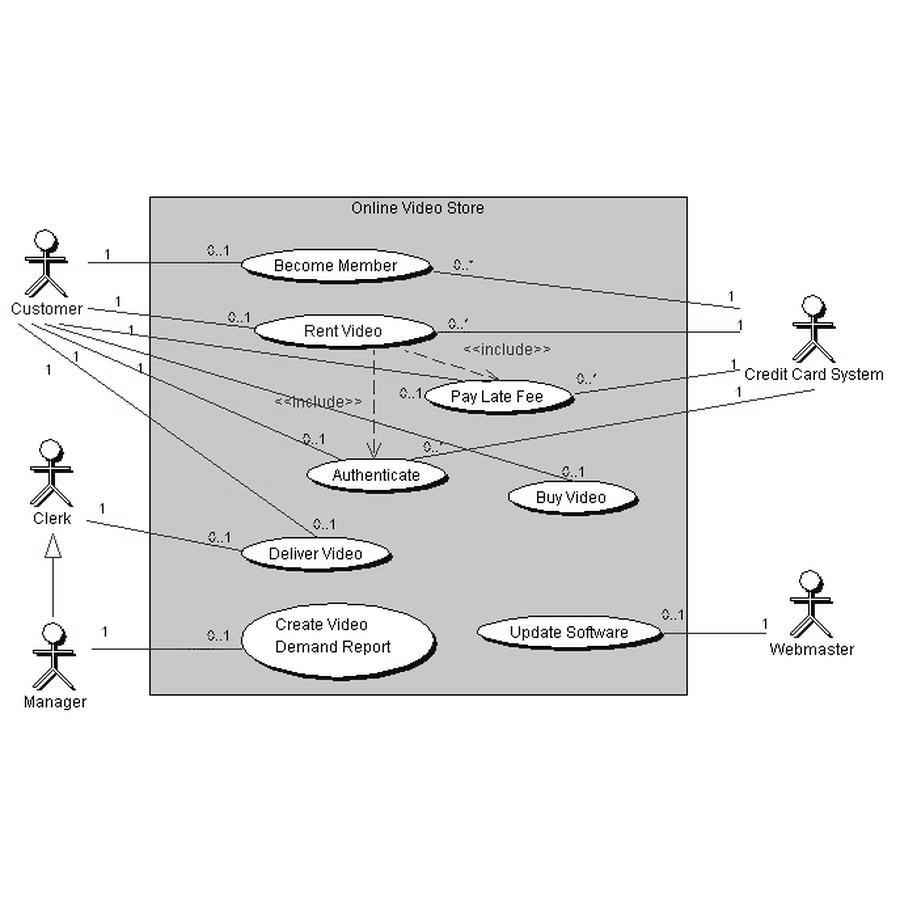 Online Video Store
1
0..1
Become Member
0..*
1
Customer
1
0..1
Rent Video
0..*
1
1
<<include>>
1
1
1
1
Credit Card System
0..1
Pay Late Fee
0..*
<<include>>
1
0..1
0..*
Authenticate
0..1
Buy Video
Clerk
1
0..1
0..1
Deliver Video
Create Video
Demand Report
1
0..1
Update Software
0..1
1
Webmaster
Manager